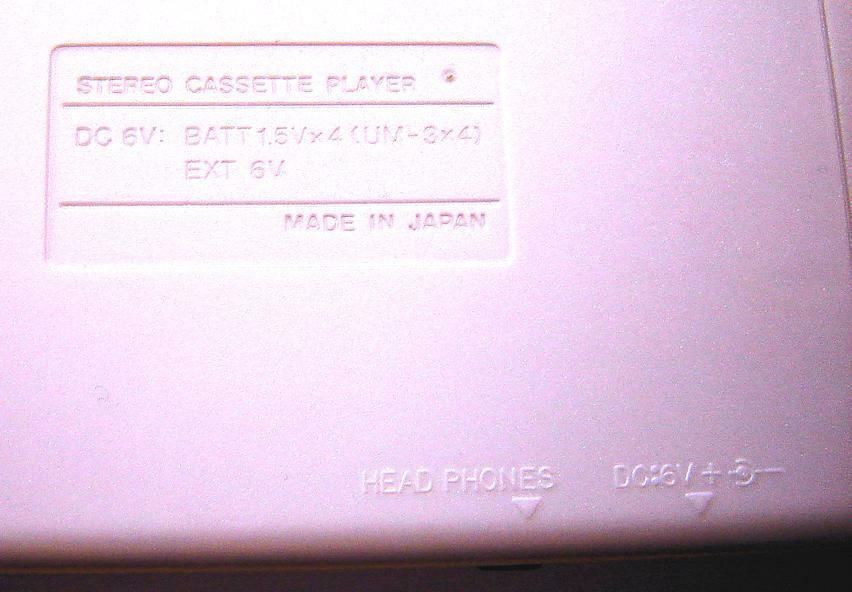 STEREO CASSETTE PLAYER
DC 6V: BATT 1.5V×4 (UM-3×4)
EXT 6V
MADE IN JAPAN
HEAD PHONES
DC:6V + -